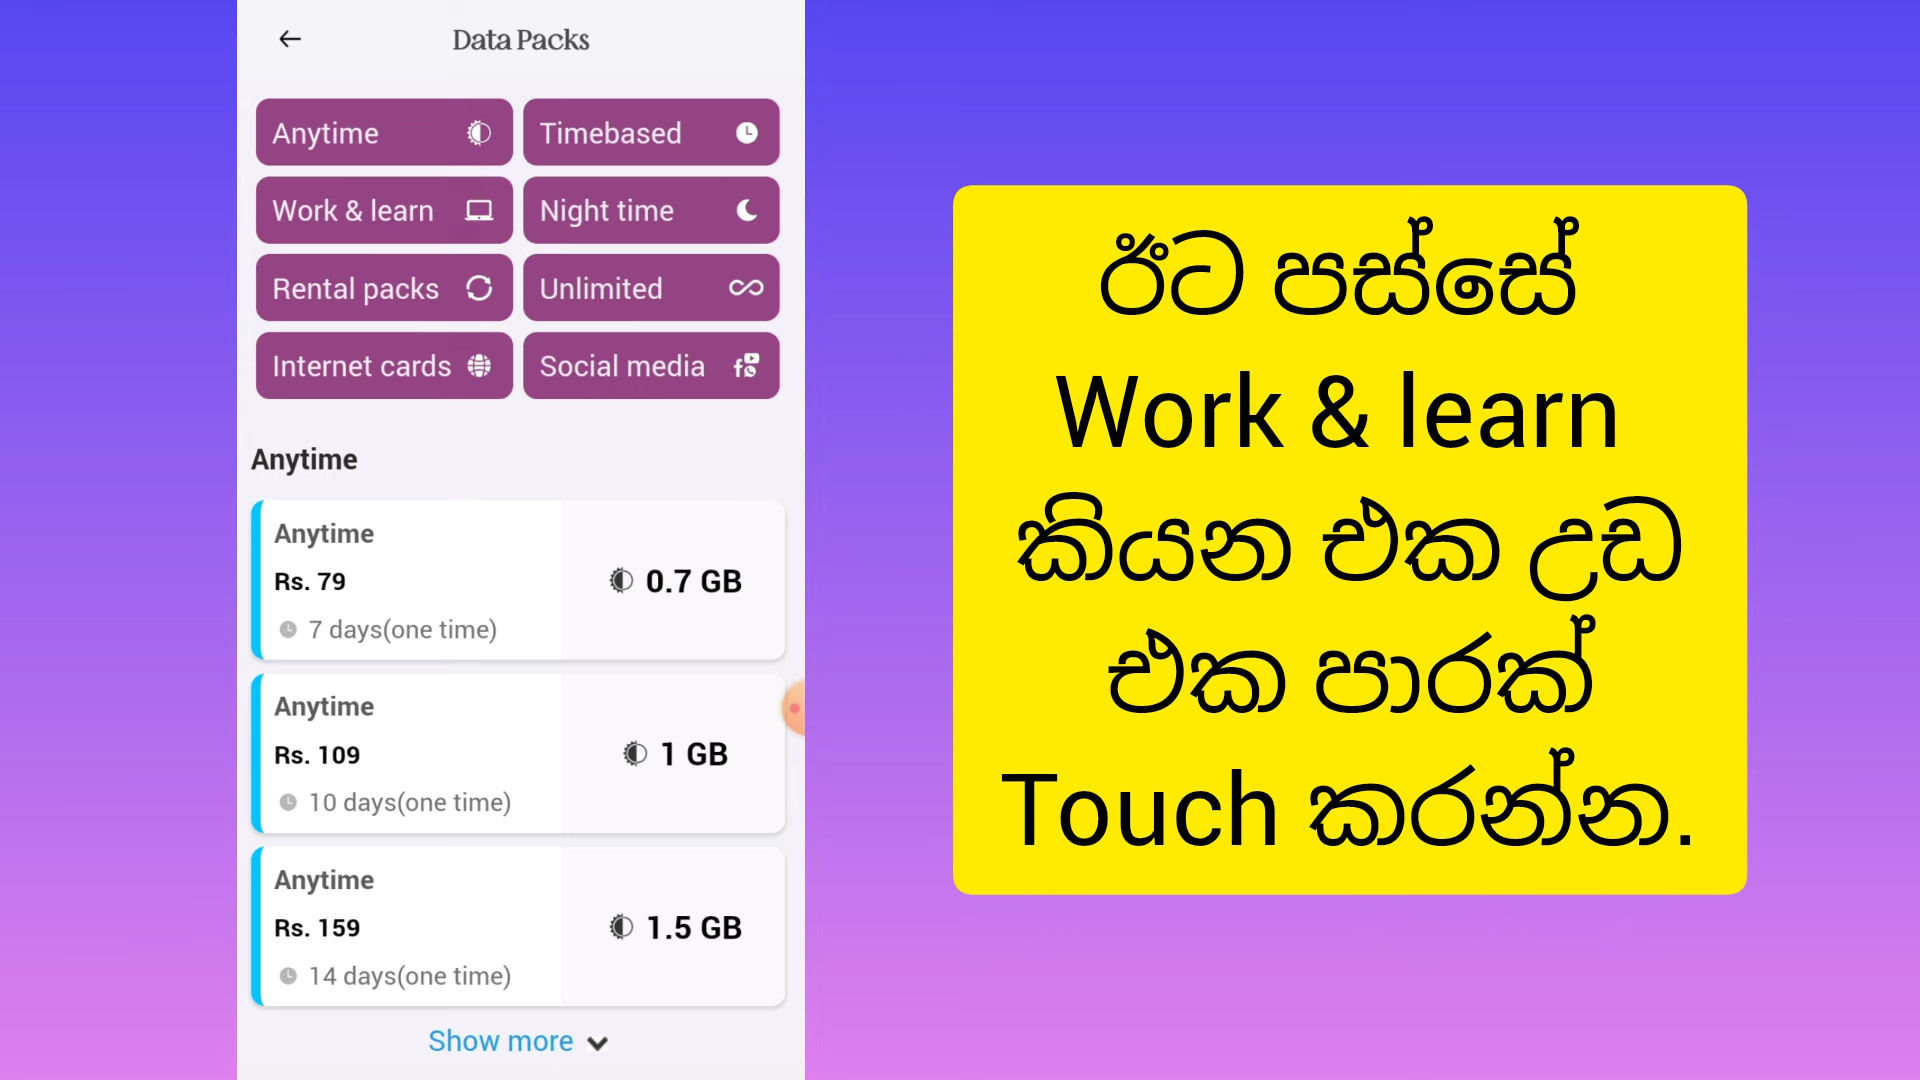 Data Packs
Anytime
Timebased
Work & learn
Night time
Rental packs
Unlimited
Internet cards
Social media
Anytime
Anytime
Rs. 79
7 days(one time)
0.7 GB
Anytime
Rs. 109
10 days(one time)
1 GB
Anytime
Rs. 159
14 days(one time)
1.5 GB
Show more
ඊට පස්සේ
Work & learn
කියන එක උඩ
එක පාරක්
Touch කරන්න.